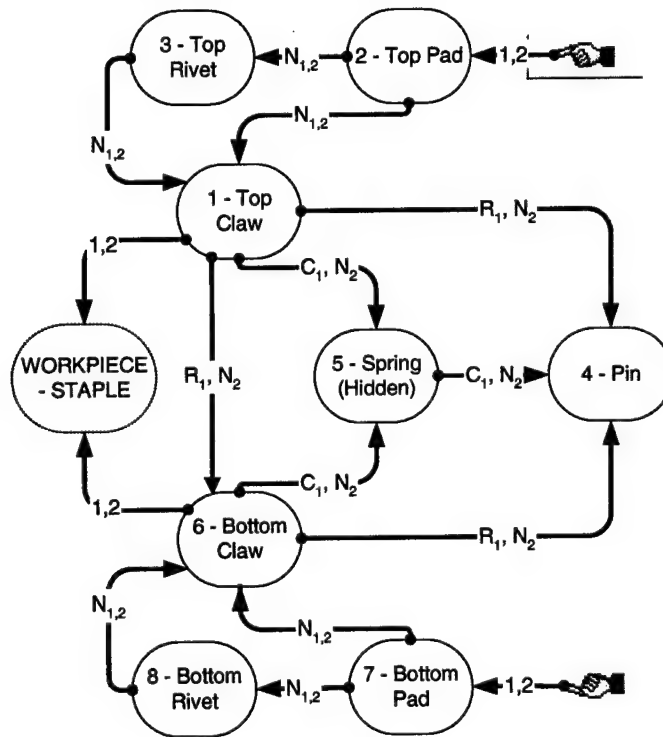 3 - Top
Rivet
N1,2
2 - Top Pad
1,2
N1,2
N1,2
1 - Top
Claw
R1, N2
1,2
C1, N2
WORKPIECE
- STAPLE
R1, N2
5 - Spring
(Hidden)
C1, N2
4 - Pin
C1, N2
1,2
6 - Bottom
Claw
R1, N2
N1,2
N1,2
8 - Bottom
Rivet
N1,2
7 - Bottom
Pad
1,2